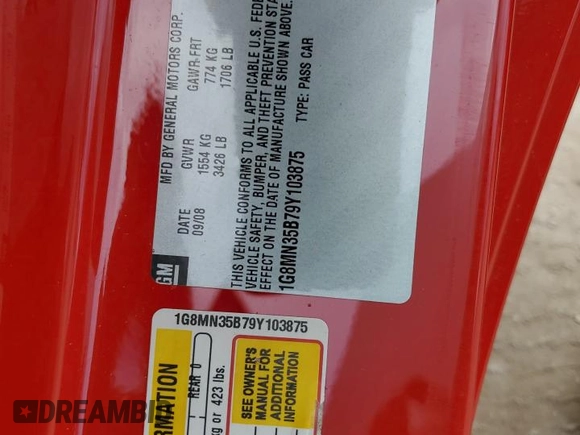 MFD BY GENERAL MOTORS CORP.
DATE GVWR GAWR-FRT
09/08 1554 KG 774 KG
3426 LB 1706 LB
THIS VEHICLE CONFORMS TO ALL APPLICABLE U.S.
VEHICLE SAFETY, BUMPER, AND THEFT PREVENTION
EFFECT ON THE DATE OF MANUFACTURE SHOWN ABOVE.
1G8MN35B79Y103875 TYPE: PASS CAR
GM
1G8MN35B79Y103875
REAR 0
423 lbs.
SEE OWNER'S
MANUAL FOR
ADDITIONAL
INFORMATION
DREAMBID